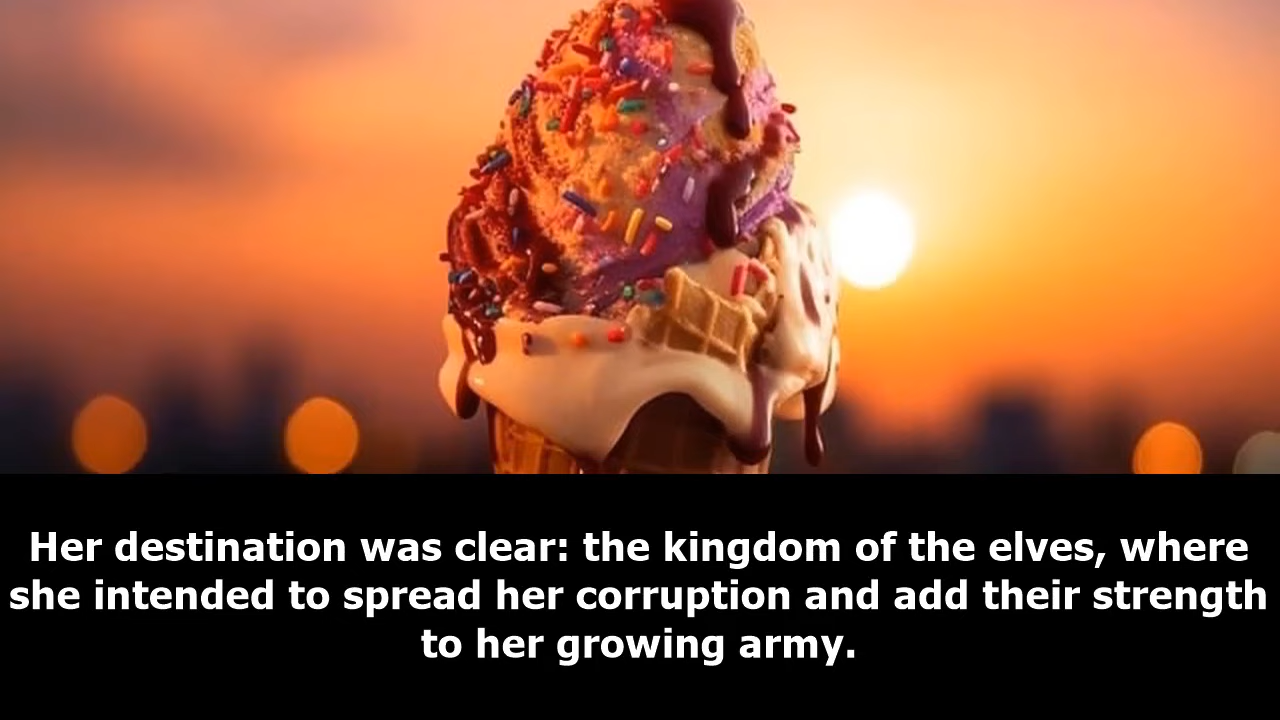 Her destination was clear: the kingdom of the elves, where
she intended to spread her corruption and add their strength
to her growing army.